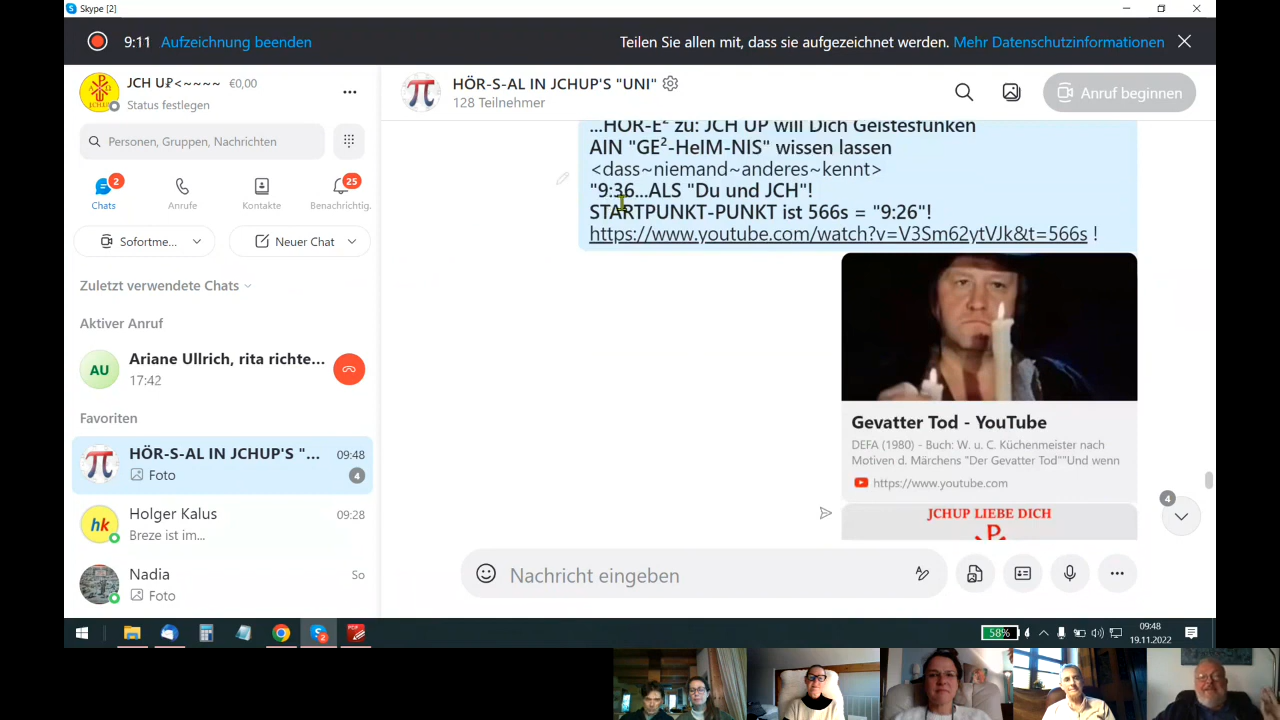 Skype [2]
9:11 Aufzeichnung beenden
Teilen Sie allen mit, dass sie aufgezeichnet werden. Mehr Datenschutzinformationen
JCH UP<~~~~ €0,00
Status festlegen
Personen, Gruppen, Nachrichten
2
25
Chats
Anrufe
Kontakte
Benachrichtig.
Sofortme...
Neuer Chat
Zuletzt verwendete Chats
Aktiver Anruf
AU
Ariane Ullrich, rita richte...
17:42
Favoriten
HÖR-S-AL IN JCHUP'S "...
09:48
Foto
4
hk
Holger Kalus
09:28
Breze ist im...
Nadia
So
Foto
HÖR-S-AL IN JCHUP'S "UNI"
128 Teilnehmer
Anruf beginnen
...HÖR-E² zu: JCH UP will Dich Geistesfunken
AIN "GE²-HeIM-NIS" wissen lassen
<dass~niemand~anderes~kennt>
"9:36...ALS "Du und JCH"!
STARTPUNKT-PUNKT ist 566s = "9:26"!
https://www.youtube.com/watch?v=V3Sm62ytVJk&t=566s !
Gevatter Tod - YouTube
DEFA (1980) - Buch: W. u. C. Küchenmeister nach
Motiven d. Märchens "Der Gevatter Tod""Und wenn
https://www.youtube.com
JCHUP LIEBE DICH
4
Nachricht eingeben
2
58%
09:48
19.11.2022